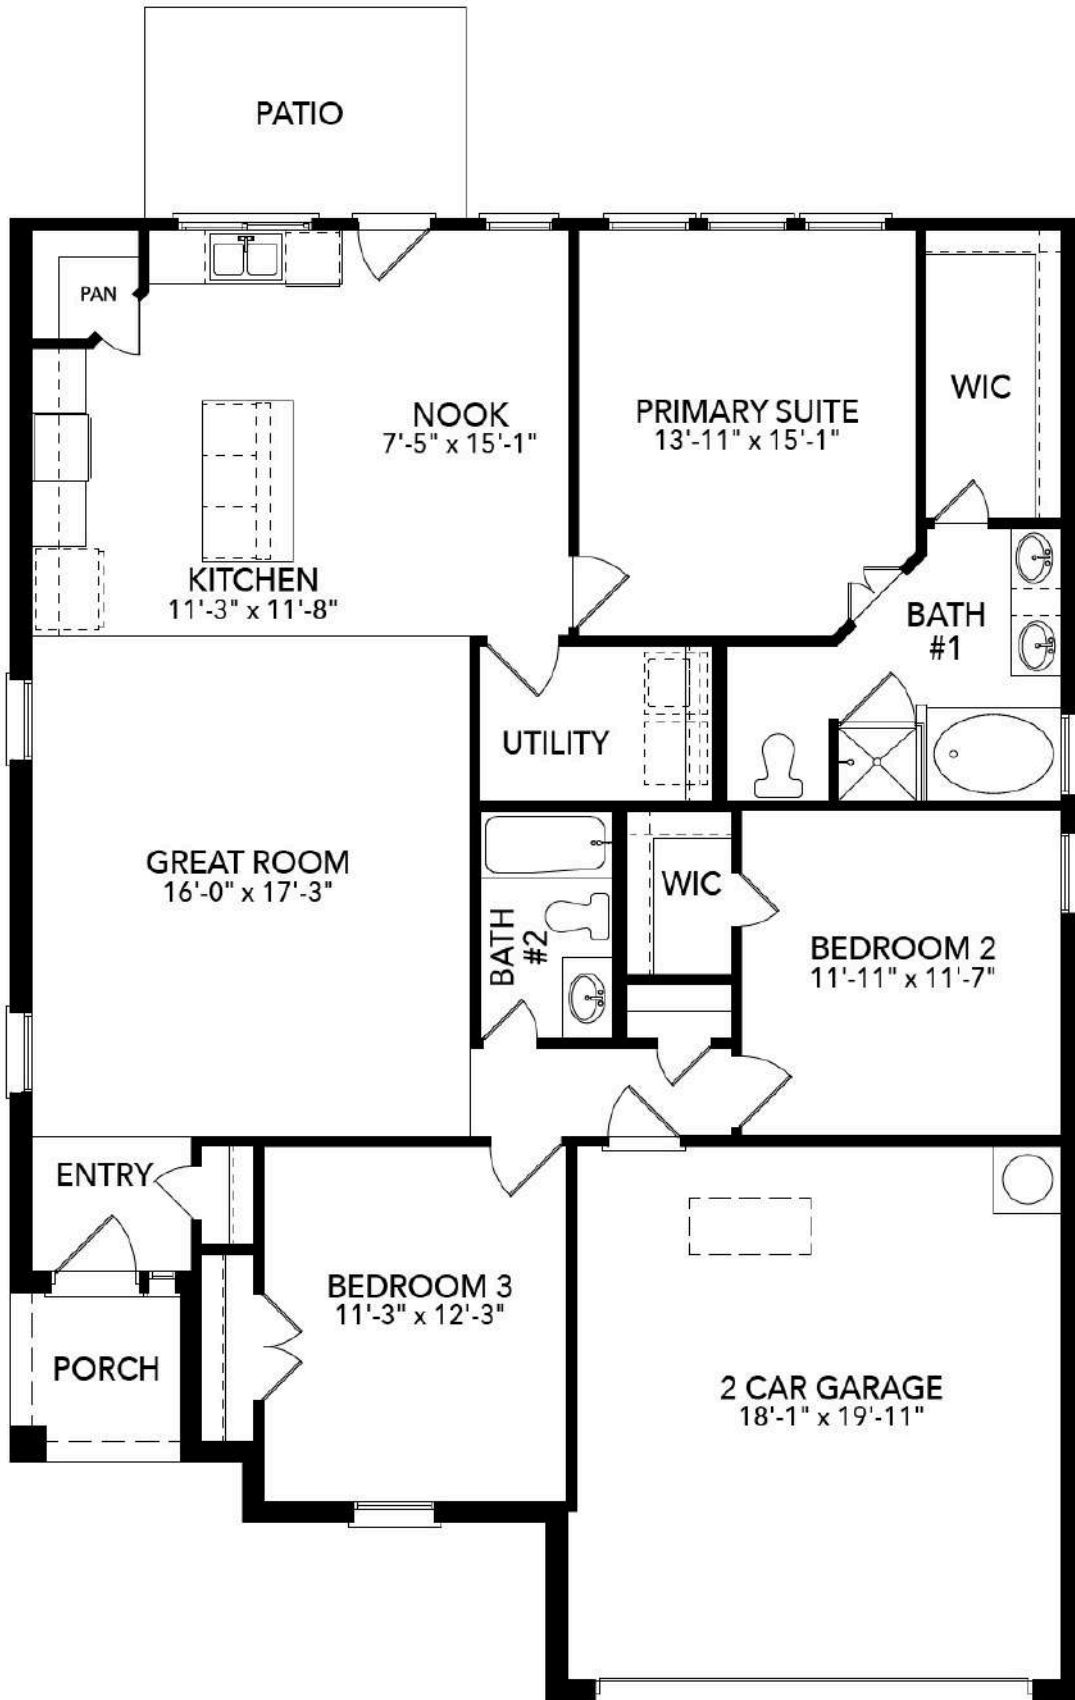 PATIO
PAN
NOOK
7'-5" x 15'-1"
PRIMARY SUITE
13'-11" x 15'-1"
WIC
KITCHEN
11'-3" x 11'-8"
BATH
#1
UTILITY
GREAT ROOM
16'-0" x 17'-3"
BATH
#2
WIC
BEDROOM 2
11'-11" x 11'-7"
ENTRY
BEDROOM 3
11'-3" x 12'-3"
PORCH
2 CAR GARAGE
18'-1" x 19'-11"